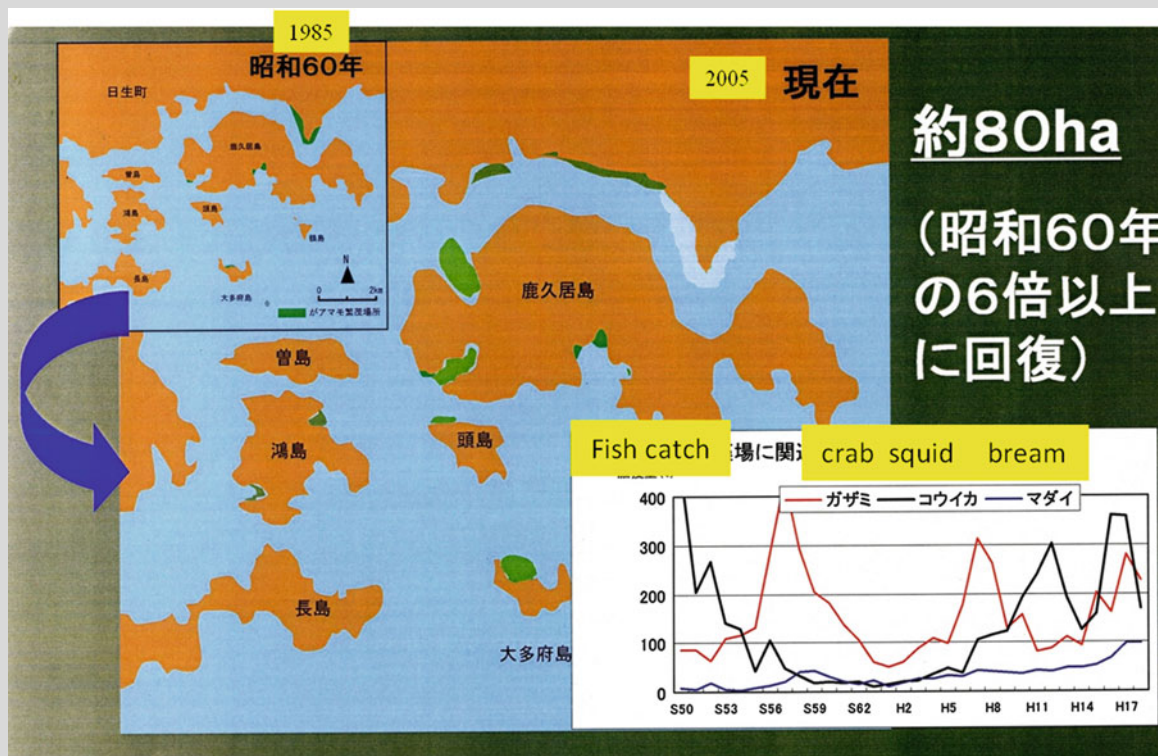 1985
昭和60年
日生町
鹿久居島
曽島
鴻島
頭島
鶴島
長島
大多府島
N
0 2km
0
がアマモ繁茂場所
2005 現在
約80ha
(昭和60年
の6倍以上
に回復)
鹿久居島
曽島
鴻島
頭島
長島
大多府島
Fish catch
場に関
crab squid bream
ガザミ コウイカ マダイ
400
300
200
100
0
S50 S53 S56 S59 S62 H2 H5 H8 H11 H14 H17